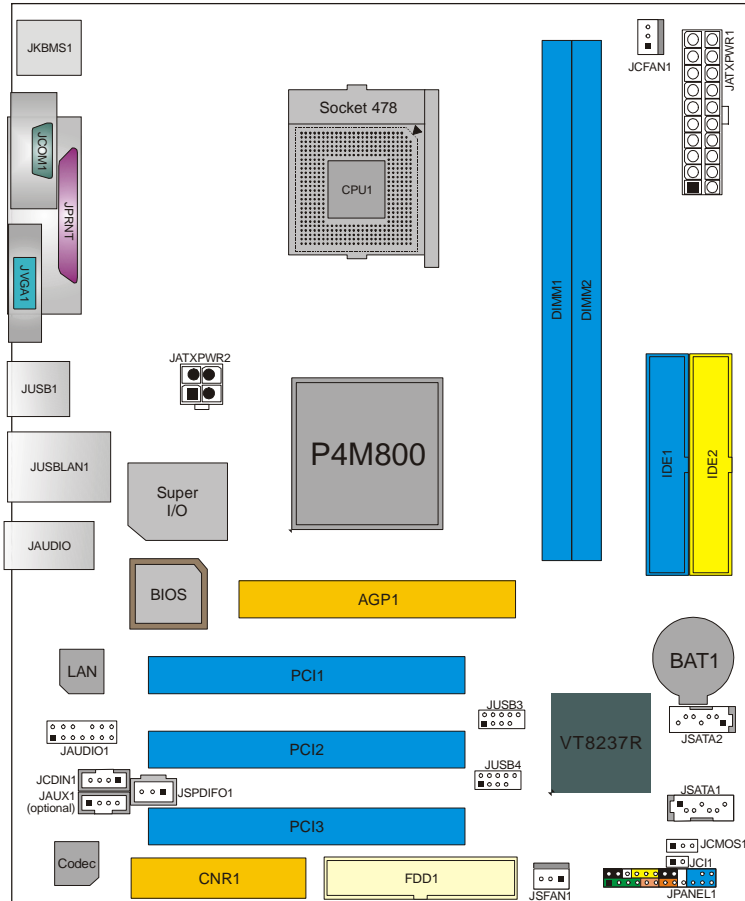 JKBMS1
JCFAN1
JATXPWR1
Socket 478
CPU1
JCOM1
JPRNT
JVGA1
DIMM1
DIMM2
JATXPWR2
JUSB1
P4M800
IDE1
IDE2
JUSBLAN1
Super
I/O
JAUDIO
BIOS
AGP1
LAN
PCI1
BAT1
JUSB3
JAUDIO1
PCI2
VT8237R
JSATA2
JUSB4
JCDIN1
JAUX1
(optional)
JSPDIFO1
JSATA1
PCI3
JCMOS1
JCI1
Codec
CNR1
FDD1
JSFAN1
JPANEL1